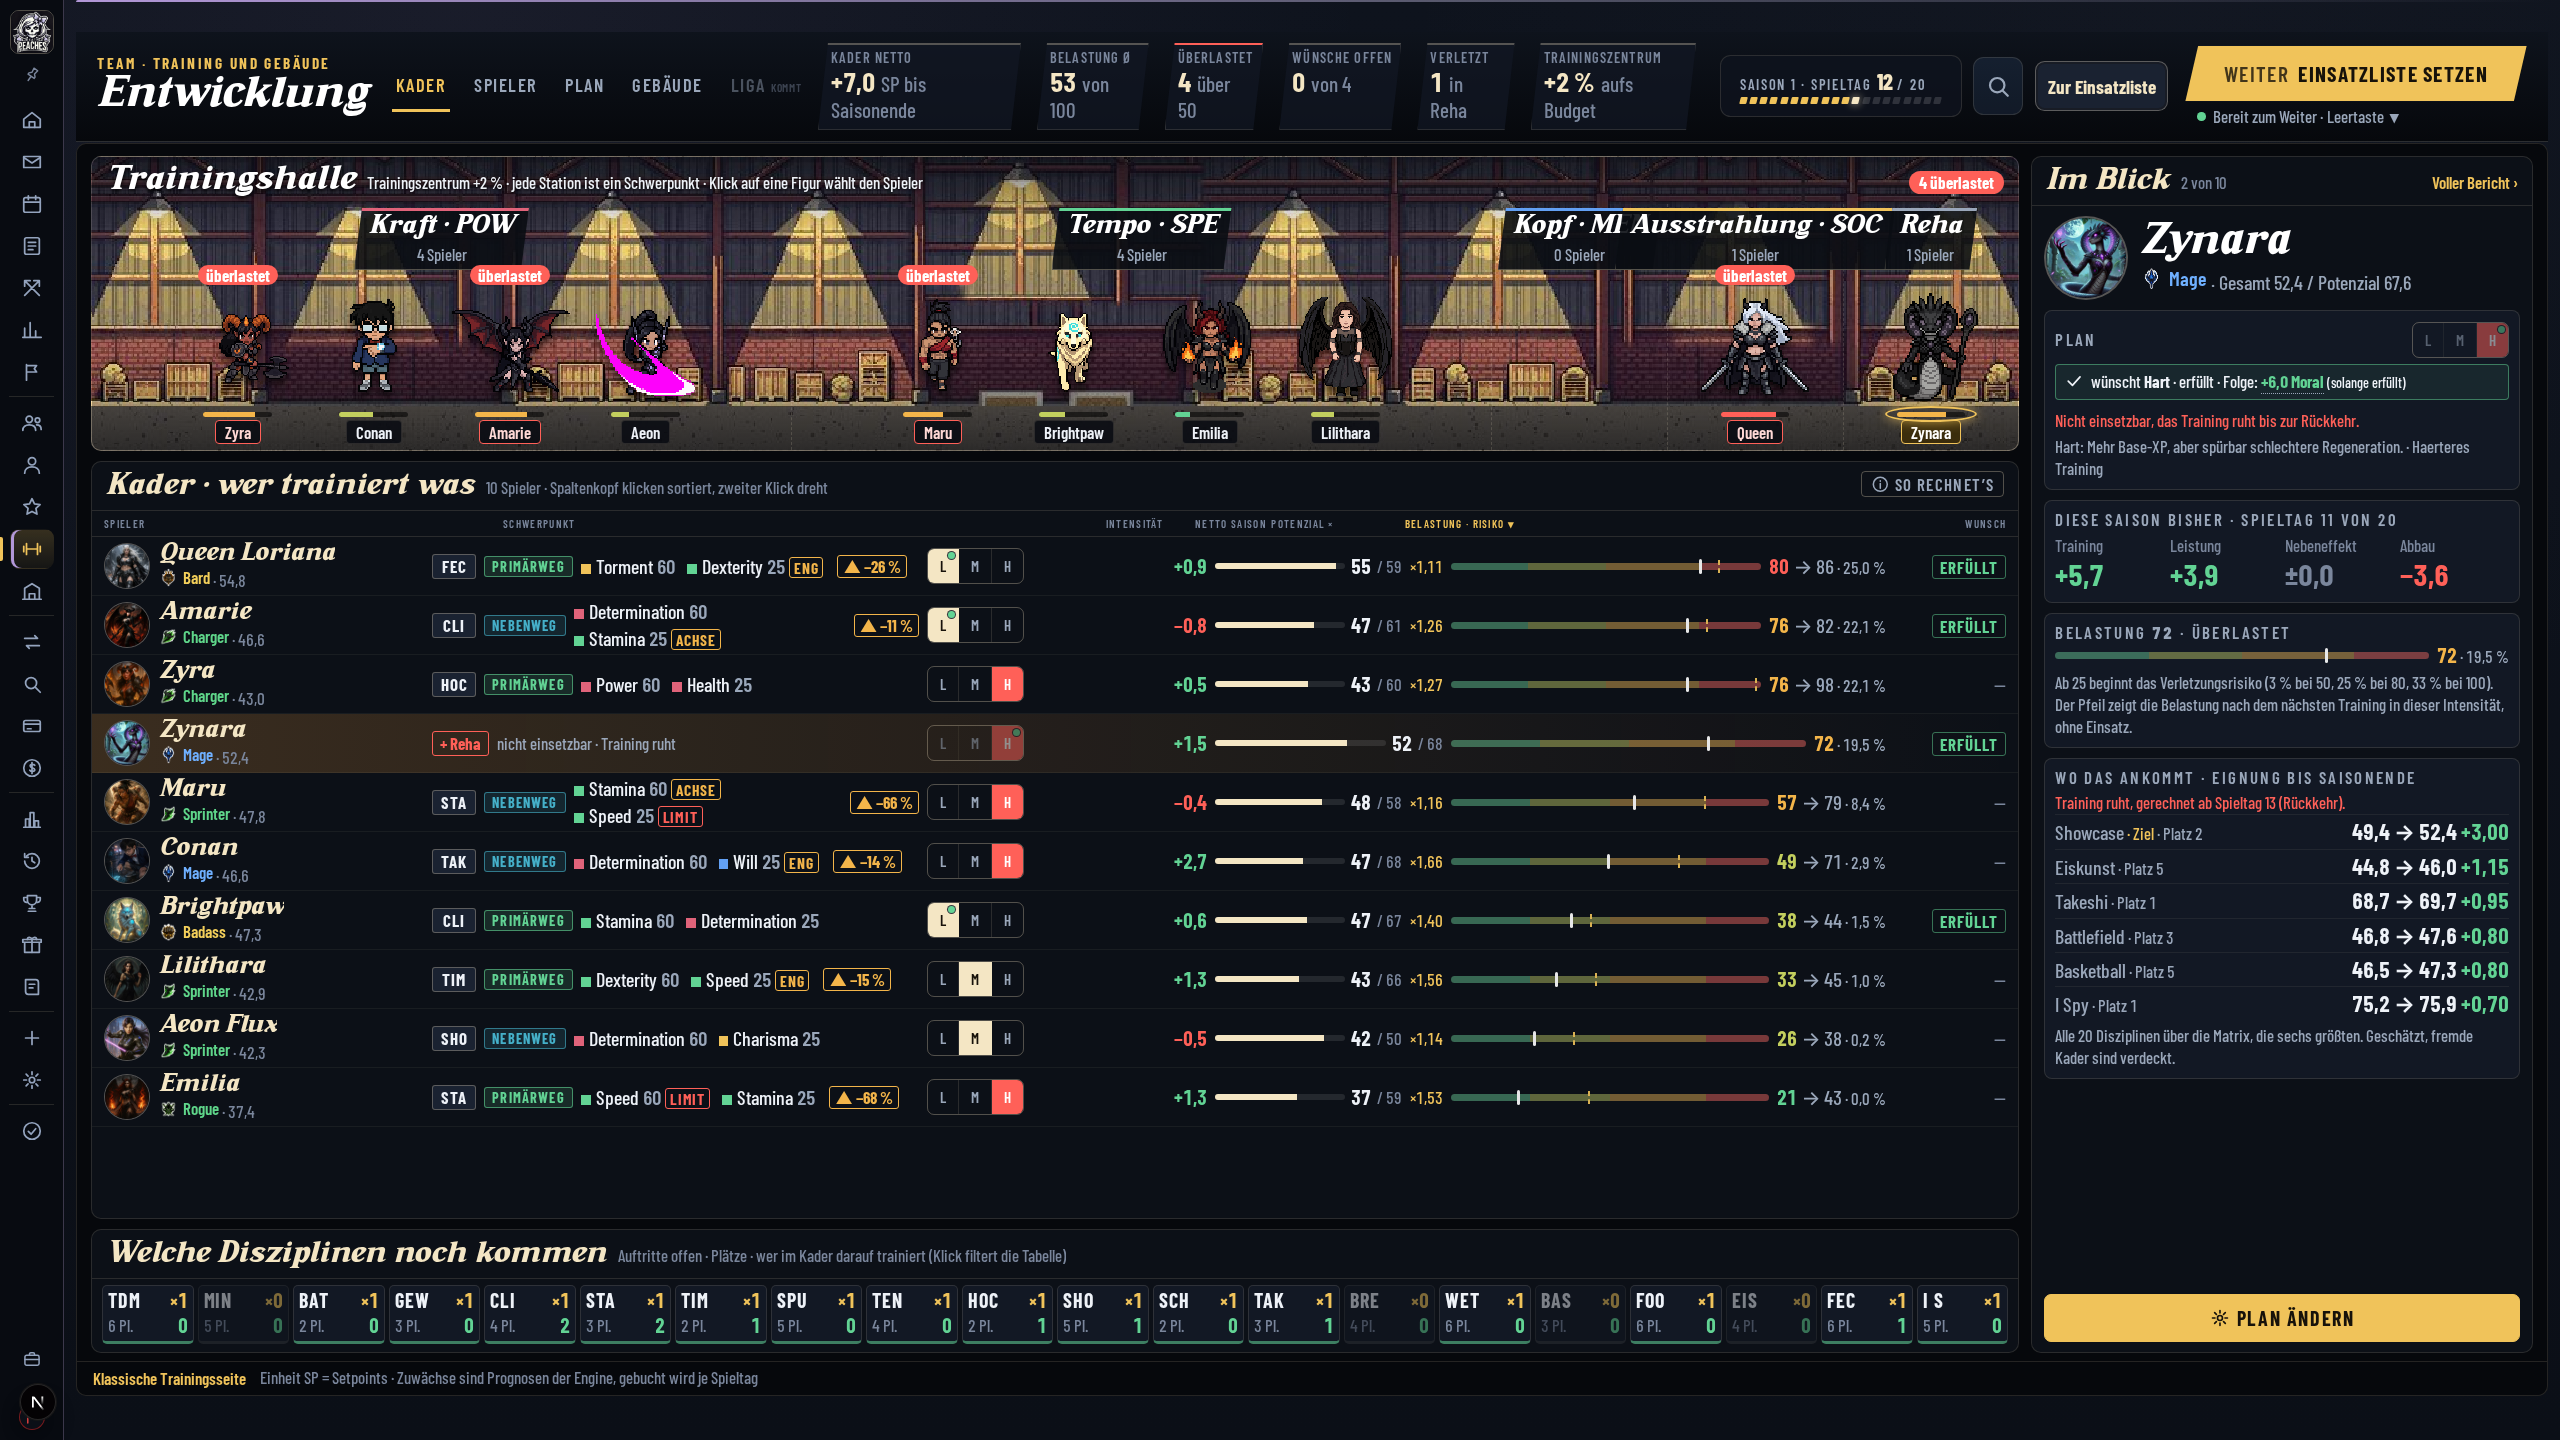 TEAM · TRAINING UND GEBÄUDE
Entwicklung
KADER SPIELER PLAN GEBÄUDE LIGA KOMMT
KADER NETTO
+7,0 SP bis
Saisonende
BELASTUNG Ø
53 von
100
ÜBERLASTET
4 über
50
WÜNSCHE OFFEN
0 von 4
VERLETZT
1 in
Reha
TRAININGSZENTRUM
+2 % aufs
Budget
SAISON 1 · SPIELTAG 12 / 20
Zur Einsatzliste
WEITER EINSATZLISTE SETZEN
Bereit zum Weiter · Leertaste ▼
Trainingshalle Trainingszentrum +2 % · jede Station ist ein Schwerpunkt · Klick auf eine Figur wählt den Spieler
4 überlastet
Kraft · POW
4 Spieler
Tempo · SPE
4 Spieler
Kopf · MI
0 Spieler
Ausstrahlung · SOC
1 Spieler
Reha
1 Spieler
überlastet überlastet überlastet überlastet
Zyra Conan Amarie Aeon Maru Brightpaw Emilia Lilithara Queen Zynara
Kader · wer trainiert was 10 Spieler · Spaltenkopf klicken sortiert, zweiter Klick dreht
SO RECHNET'S
SPIELER SCHWERPUNKT INTENSITÄT NETTO SAISON POTENZIAL × BELASTUNG · RISIKO ▼ WUNSCH
Queen Loriana
Bard · 54,8
FEC PRIMÄRWEG Torment 60 Dexterity 25 ENG ▲ −26 % L M H +0,9 55 / 59 ×1,11 80 → 86 · 25,0 % ERFÜLLT
Amarie
Charger · 46,6
CLI NEBENWEG Determination 60
Stamina 25 ACHSE ▲ −11 % L M H −0,8 47 / 61 ×1,26 76 → 82 · 22,1 % ERFÜLLT
Zyra
Charger · 43,0
HOC PRIMÄRWEG Power 60 Health 25 L M H +0,5 43 / 60 ×1,27 76 → 98 · 22,1 % –
Zynara
Mage · 52,4
+ Reha nicht einsetzbar · Training ruht L M H +1,5 52 / 68 72 · 19,5 % ERFÜLLT
Maru
Sprinter · 47,8
STA NEBENWEG Stamina 60 ACHSE
Speed 25 LIMIT ▲ −66 % L M H −0,4 48 / 58 ×1,16 57 → 79 · 8,4 % –
Conan
Mage · 46,6
TAK NEBENWEG Determination 60 Will 25 ENG ▲ −14 % L M H +2,7 47 / 68 ×1,66 49 → 71 · 2,9 % –
Brightpaw
Badass · 47,3
CLI PRIMÄRWEG Stamina 60 Determination 25 L M H +0,6 47 / 67 ×1,40 38 → 44 · 1,5 % ERFÜLLT
Lilithara
Sprinter · 42,9
TIM PRIMÄRWEG Dexterity 60 Speed 25 ENG ▲ −15 % L M H +1,3 43 / 66 ×1,56 33 → 45 · 1,0 % –
Aeon Flux
Sprinter · 42,3
SHO NEBENWEG Determination 60 Charisma 25 L M H −0,5 42 / 50 ×1,14 26 → 38 · 0,2 % –
Emilia
Rogue · 37,4
STA PRIMÄRWEG Speed 60 LIMIT Stamina 25 ▲ −68 % L M H +1,3 37 / 59 ×1,53 21 → 43 · 0,0 % –
Welche Disziplinen noch kommen Auftritte offen · Plätze · wer im Kader darauf trainiert (Klick filtert die Tabelle)
TDM ×1 MIN ×0 BAT ×1 GEW ×1 CLI ×1 STA ×1 TIM ×1 SPU ×1 TEN ×1 HOC ×1 SHO ×1 SCH ×1 TAK ×1 BRE ×0 WET ×1 BAS ×0 FOO ×1 EIS ×0 FEC ×1 I S ×1
6 Pl. 0 5 Pl. 0 2 Pl. 0 3 Pl. 0 4 Pl. 2 3 Pl. 2 2 Pl. 1 5 Pl. 0 4 Pl. 0 2 Pl. 1 5 Pl. 1 2 Pl. 0 3 Pl. 1 4 Pl. 0 6 Pl. 0 3 Pl. 0 6 Pl. 0 4 Pl. 0 6 Pl. 1 5 Pl. 0
Klassische Trainingsseite Einheit SP = Setpoints · Zuwächse sind Prognosen der Engine, gebucht wird je Spieltag
Im Blick 2 von 10
Voller Bericht ›
Zynara
Mage · Gesamt 52,4 / Potenzial 67,6
PLAN
L M H
wünscht Hart · erfüllt · Folge: +6,0 Moral (solange erfüllt)
Nicht einsetzbar, das Training ruht bis zur Rückkehr.
Hart: Mehr Base-XP, aber spürbar schlechtere Regeneration. · Haerteres
Training
DIESE SAISON BISHER · SPIELTAG 11 VON 20
Training Leistung Nebeneffekt Abbau
+5,7 +3,9 ±0,0 −3,6
BELASTUNG 72 · ÜBERLASTET
72 · 19,5 %
Ab 25 beginnt das Verletzungsrisiko (3 % bei 50, 25 % bei 80, 33 % bei 100).
Der Pfeil zeigt die Belastung nach dem nächsten Training in dieser Intensität,
ohne Einsatz.
WO DAS ANKOMMT · EIGNUNG BIS SAISONENDE
Training ruht, gerechnet ab Spieltag 13 (Rückkehr).
Showcase · Ziel · Platz 2 49,4 → 52,4 +3,00
Eiskunst · Platz 5 44,8 → 46,0 +1,15
Takeshi · Platz 1 68,7 → 69,7 +0,95
Battlefield · Platz 3 46,8 → 47,6 +0,80
Basketball · Platz 5 46,5 → 47,3 +0,80
I Spy · Platz 1 75,2 → 75,9 +0,70
Alle 20 Disziplinen über die Matrix, die sechs größten. Geschätzt, fremde
Kader sind verdeckt.
PLAN ÄNDERN
N